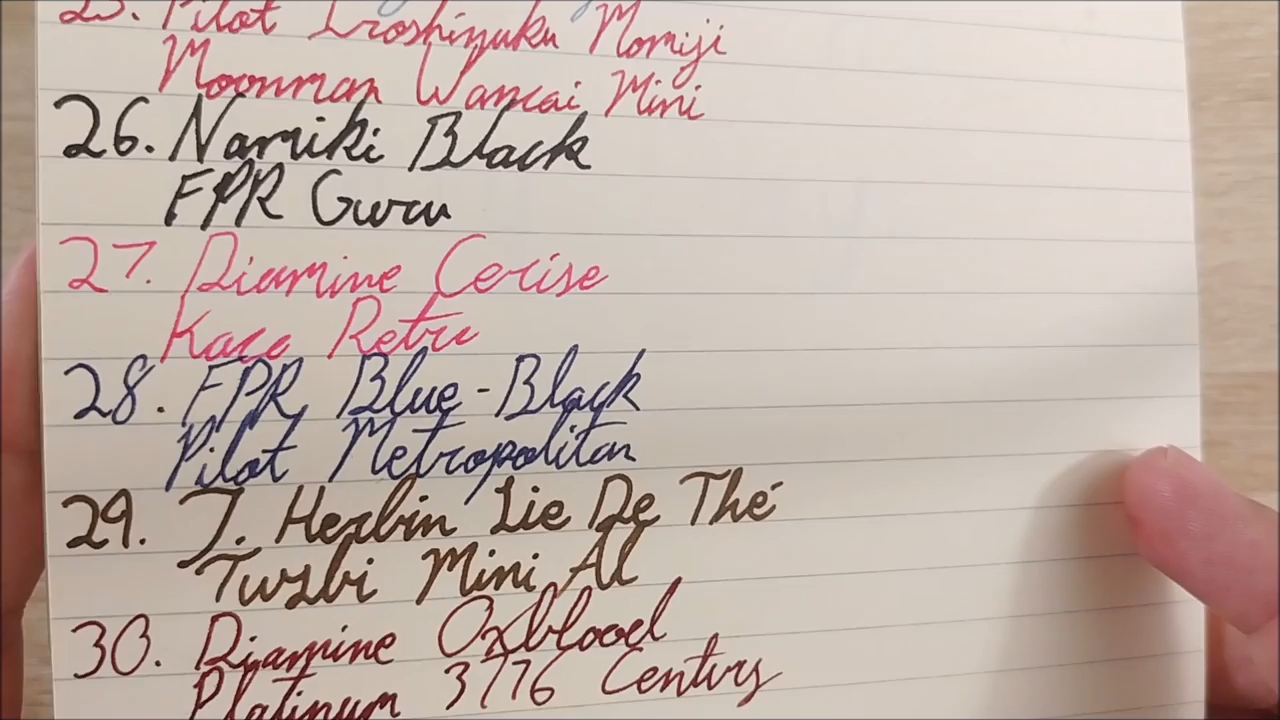 25. Pilot Iroshizuku Momiji
Moonman Wancai Mini
26. Namiki Black
FPR Guru
27. Diamine Cerise
Kaco Retro
28. FPR Blue-Black
Pilot Metropolitan
29. J. Herbin Lie De Thé
Twsbi Mini Al
30. Diamine Oxblood
Platinum 3776 Century